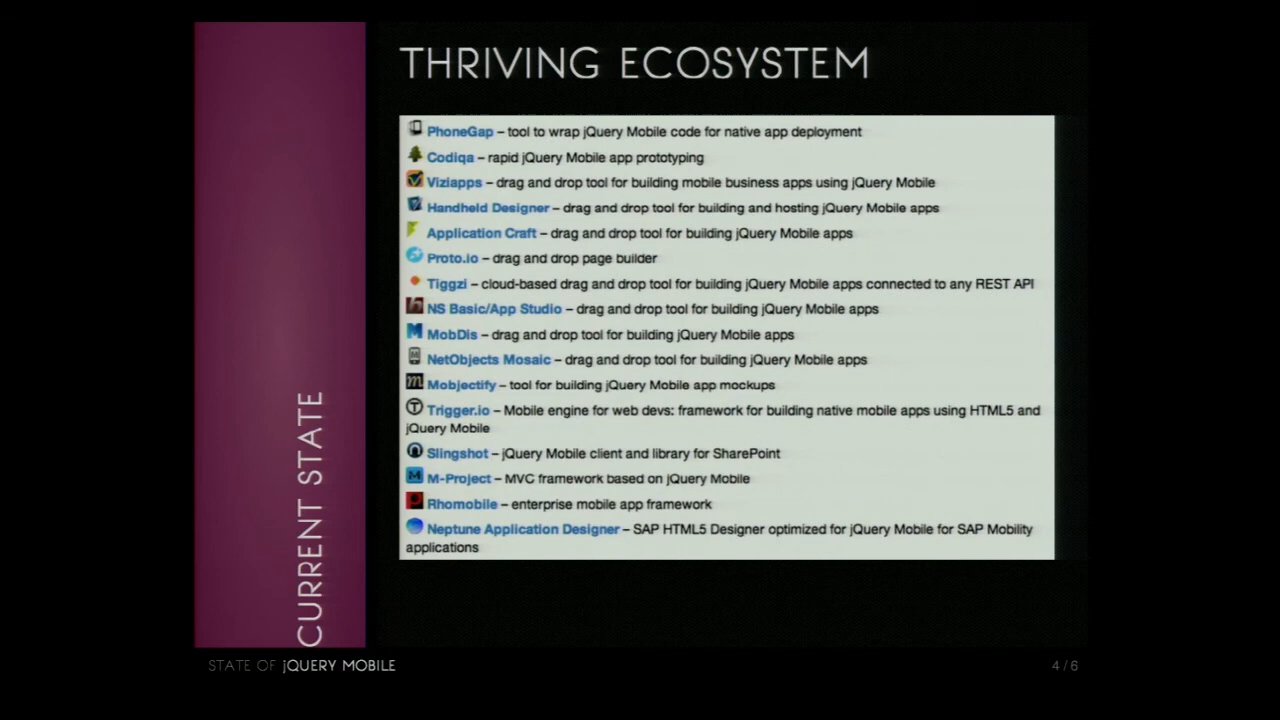 THRIVING ECOSYSTEM
PhoneGap – tool to wrap jQuery Mobile code for native app deployment
Codiqa – rapid jQuery Mobile app prototyping
Viziapps – drag and drop tool for building mobile business apps using jQuery Mobile
Handheld Designer – drag and drop tool for building and hosting jQuery Mobile apps
Application Craft – drag and drop tool for building jQuery Mobile apps
Proto.io – drag and drop page builder
Tiggzi – cloud-based drag and drop tool for building jQuery Mobile apps connected to any REST API
NS Basic/App Studio – drag and drop tool for building jQuery Mobile apps
MobDis – drag and drop tool for building jQuery Mobile apps
NetObjects Mosaic – drag and drop tool for building jQuery Mobile apps
Mobjectify – tool for building jQuery Mobile app mockups
Trigger.io – Mobile engine for web devs: framework for building native mobile apps using HTML5 and
jQuery Mobile
Slingshot – jQuery Mobile client and library for SharePoint
M-Project – MVC framework based on jQuery Mobile
Rhomobile – enterprise mobile app framework
Neptune Application Designer – SAP HTML5 Designer optimized for jQuery Mobile for SAP Mobility
applications
CURRENT STATE
STATE OF jQUERY MOBILE
4 / 6